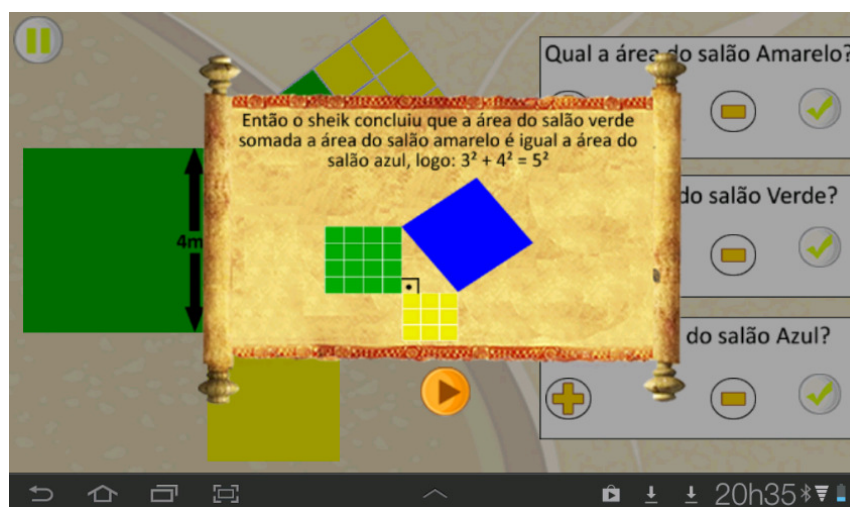 Qual a área do salão Amarelo?
Então o sheik concluiu que a área do salão verde
somada a área do salão amarelo é igual a área do
salão azul, logo: 3² + 4² = 5²
do salão Verde?
4m
do salão Azul?
20h35